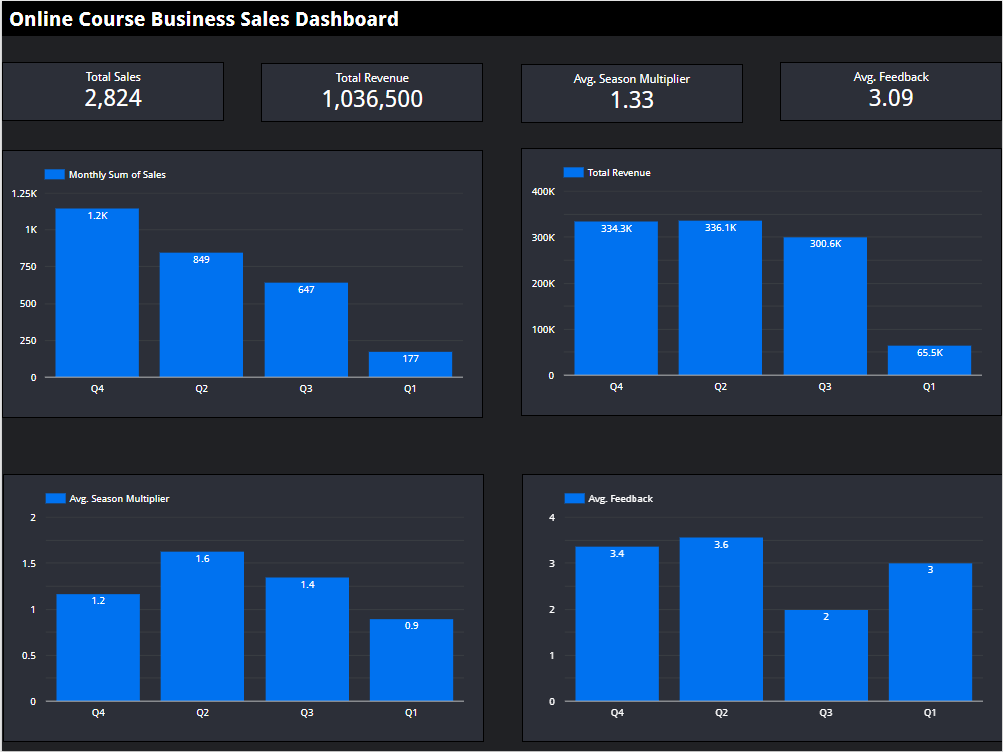 Online Course Business Sales Dashboard
Total Sales
2,824
Total Revenue
1,036,500
Avg. Season Multiplier
1.33
Avg. Feedback
3.09
Monthly Sum of Sales
1.25K
1K
750
500
250
0
1.2K
849
647
177
Q4 Q2 Q3 Q1
Total Revenue
400K
300K
200K
100K
0
334.3K
336.1K
300.6K
65.5K
Q4 Q2 Q3 Q1
Avg. Season Multiplier
2
1.5
1
0.5
0
1.2
1.6
1.4
0.9
Q4 Q2 Q3 Q1
Avg. Feedback
4
3
2
1
0
3.4
3.6
2
3
Q4 Q2 Q3 Q1